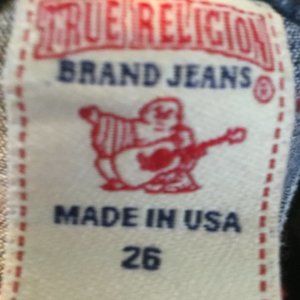 TRUE RELIGION
BRAND JEANS ®
MADE IN USA
26